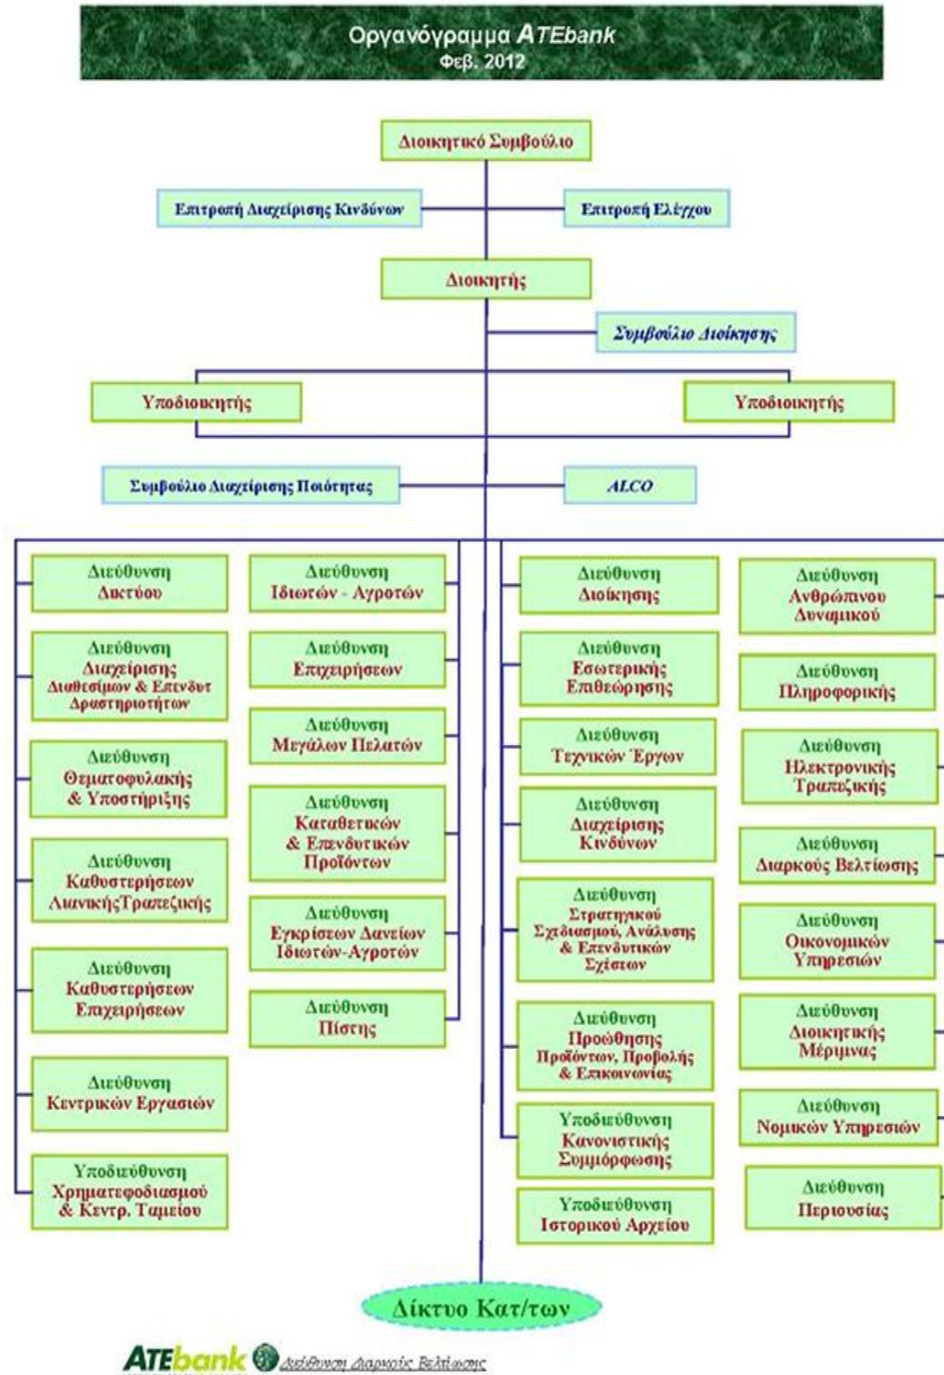 Οργανόγραμμα ATEbank
Φεβ. 2012
Διοικητικό Συμβούλιο
Επιτροπή Διαχείρισης Κινδύνων
Επιτροπή Ελέγχου
Διοικητής
Συμβούλιο Διοίκησης
Υποδιοικητής
Υποδιοικητής
Συμβούλιο Διαχείρισης Ποιότητας
ALCO
Διεύθυνση
Δικτύου
Διεύθυνση
Διαχείρισης
Διαθεσίμων & Επενδυτ
Δραστηριοτήτων
Διεύθυνση
Θεματοφυλακής
& Υποστήριξης
Διεύθυνση
Καθυστερήσεων
ΛιανικήςΤραπεζικής
Διεύθυνση
Καθυστερήσεων
Επιχειρήσεων
Διεύθυνση
Κεντρικών Εργασιών
Υποδιεύθυνση
Χρηματεφοδιασμού
& Κεντρ. Ταμείου
Διεύθυνση
Ιδιωτών - Αγροτών
Διεύθυνση
Επιχειρήσεων
Διεύθυνση
Μεγάλων Πελατών
Διεύθυνση
Καταθετικών
& Επενδυτικών
Προϊόντων
Διεύθυνση
Εγκρίσεων Δανείων
Ιδιωτών-Αγροτών
Διεύθυνση
Πίστης
Διεύθυνση
Διοίκησης
Διεύθυνση
Εσωτερικής
Επιθεώρησης
Διεύθυνση
Τεχνικών Έργων
Διεύθυνση
Διαχείρισης
Κινδύνων
Διεύθυνση
Στρατηγικού
Σχεδιασμού, Ανάλυσης
& Επενδυτικών
Σχέσεων
Διεύθυνση
Προώθησης
Προϊόντων, Προβολής
& Επικοινωνίας
Υποδιεύθυνση
Κανονιστικής
Συμμόρφωσης
Υποδιεύθυνση
Ιστορικού Αρχείου
Διεύθυνση
Ανθρώπινου
Δυναμικού
Διεύθυνση
Πληροφορικής
Διεύθυνση
Ηλεκτρονικής
Τραπεζικής
Διεύθυνση
Διαρκούς Βελτίωσης
Διεύθυνση
Οικονομικών
Υπηρεσιών
Διεύθυνση
Διοικητικής
Μέριμνας
Διεύθυνση
Νομικών Υπηρεσιών
Διεύθυνση
Περιουσίας
Δίκτυο Κατ/των
ATEbank Διεύθυνση Διαρκούς Βελτίωσης